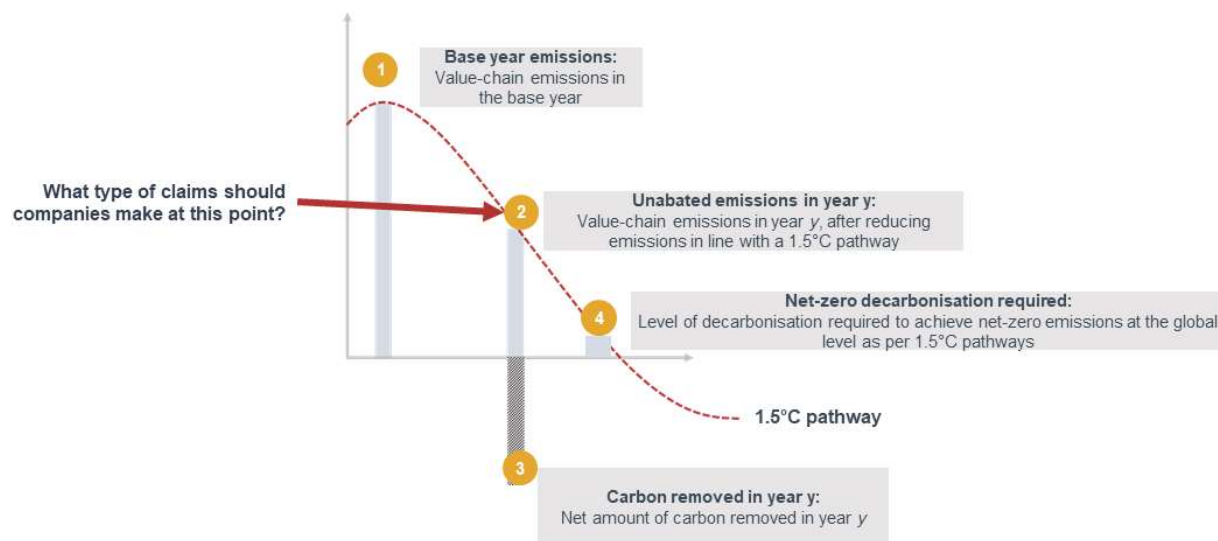 1
Base year emissions:
Value-chain emissions in
the base year
What type of claims should
companies make at this point?
2
Unabated emissions in year y:
Value-chain emissions in year y, after reducing
emissions in line with a 1.5°C pathway
4
Net-zero decarbonisation required:
Level of decarbonisation required to achieve net-zero emissions at the global
level as per 1.5°C pathways
1.5°C pathway
3
Carbon removed in year y:
Net amount of carbon removed in year y